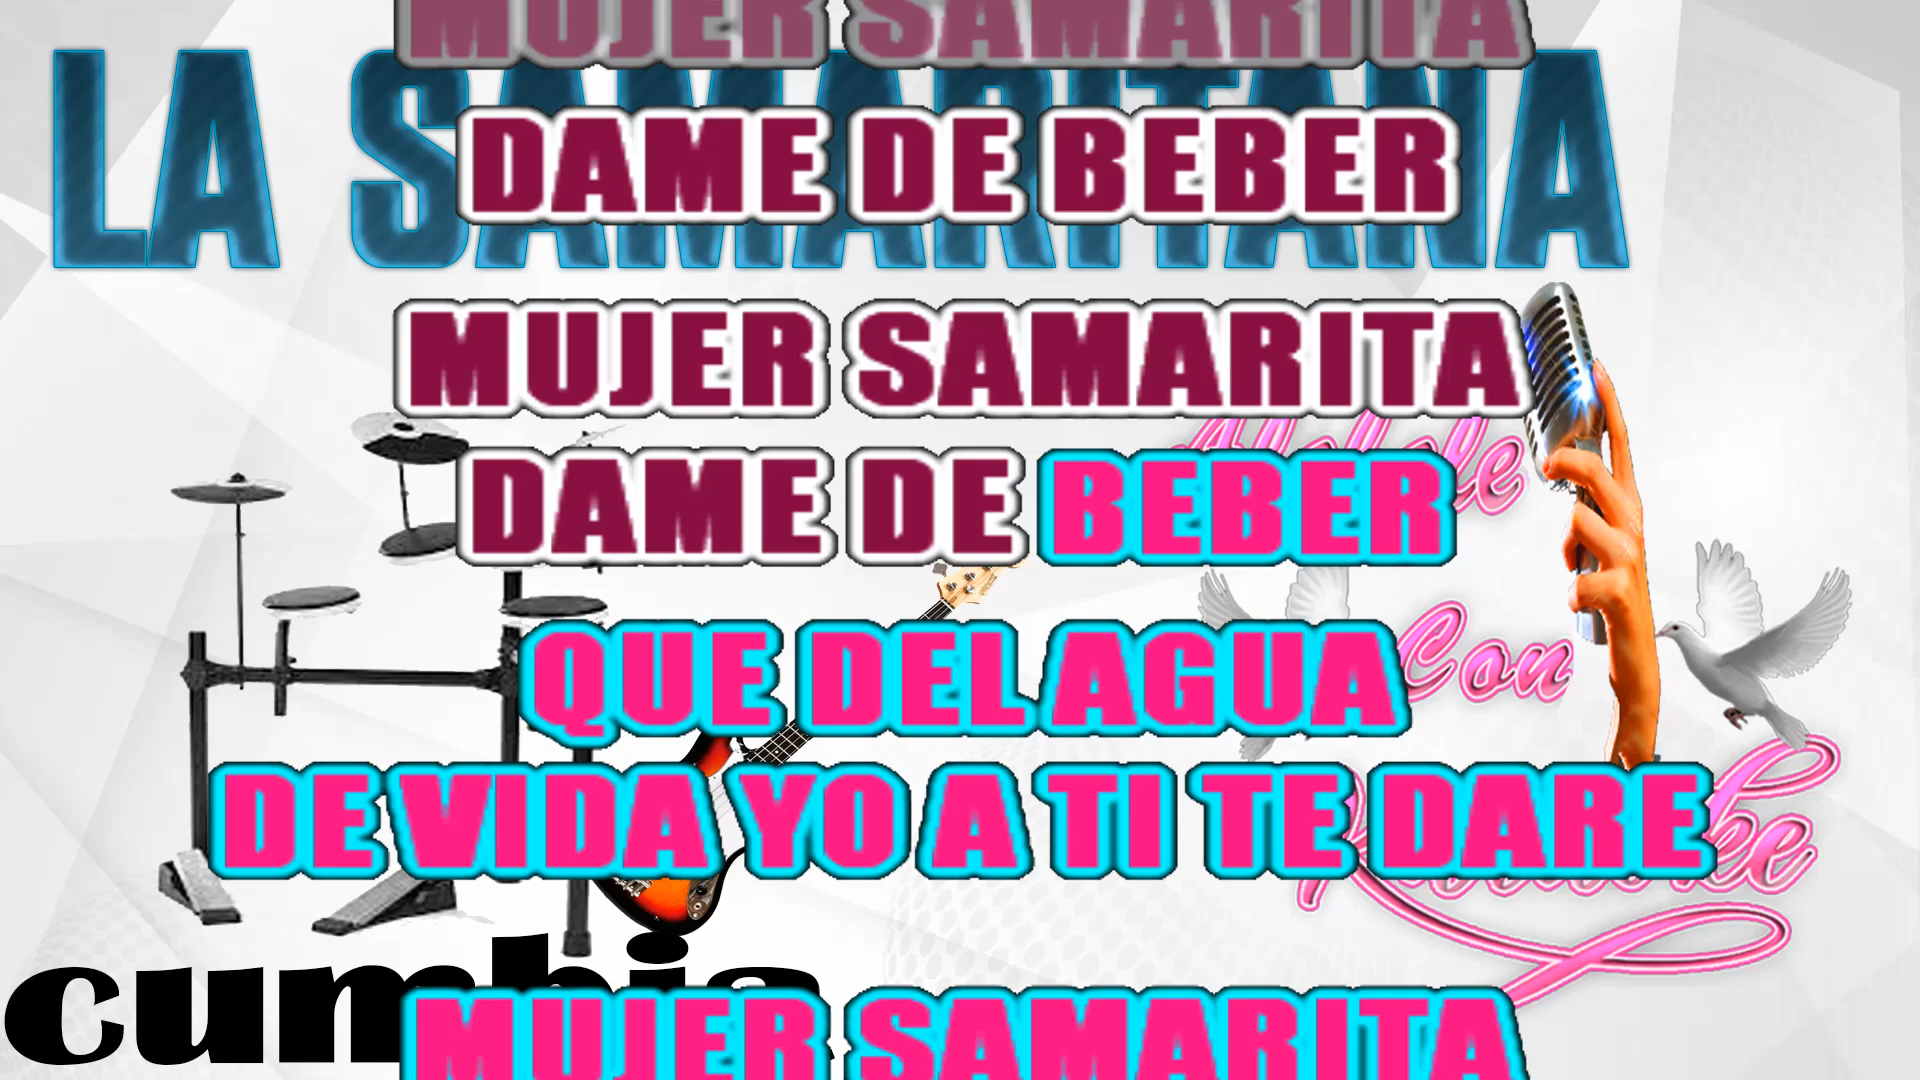 MUJER SAMARITA
LA SAMARITANA
DAME DE BEBER
MUJER SAMARITA
DAME DE BEBER
QUE DEL AGUA
Con
DE VIDA YO A TI TE DARE
cumbia
MUJER SAMARITA